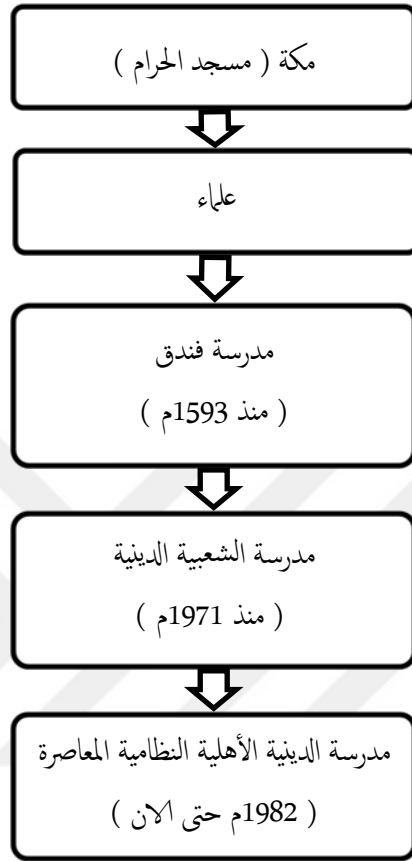 مكة ( مسجد الحرام )
علماء
مدرسة فندق
( منذ 1593م )
مدرسة الشعبية الدينية
( منذ 1971م )
مدرسة الدينية الأهلية النظامية المعاصرة
( 1982م حتى الان )